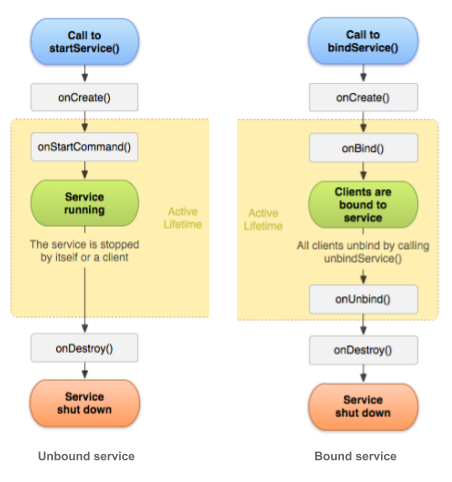 Call to
startService()
onCreate()
onStartCommand()
Service
running
Active
Lifetime
The service is stopped
by itself or a client
onDestroy()
Service
shut down
Unbound service
Call to
bindService()
onCreate()
onBind()
Clients are
bound to
service
Active
Lifetime
All clients unbind by calling
unbindService()
onUnbind()
onDestroy()
Service
shut down
Bound service